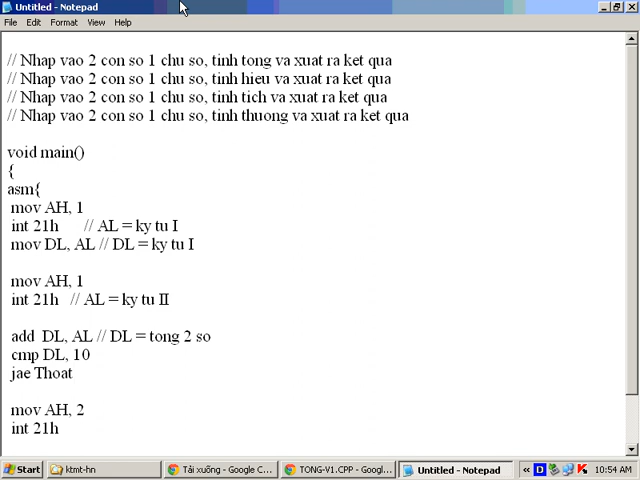 Untitled - Notepad
File Edit Format View Help
// Nhap vao 2 con so 1 chu so, tinh tong va xuat ra ket qua
// Nhap vao 2 con so 1 chu so, tinh hieu va xuat ra ket qua
// Nhap vao 2 con so 1 chu so, tinh tich va xuat ra ket qua
// Nhap vao 2 con so 1 chu so, tinh thuong va xuat ra ket qua
void main()
{
asm{
mov AH, 1
int 21h // AL = ky tu I
mov DL, AL // DL = ky tu I
mov AH, 1
int 21h // AL = ky tu II
add DL, AL // DL = tong 2 so
cmp DL, 10
jae Thoat
mov AH, 2
int 21h
Start ktmt-hn Tải xuống - Google C... TONG-V1.CPP - Googl... Untitled - Notepad « D K 10:54 AM